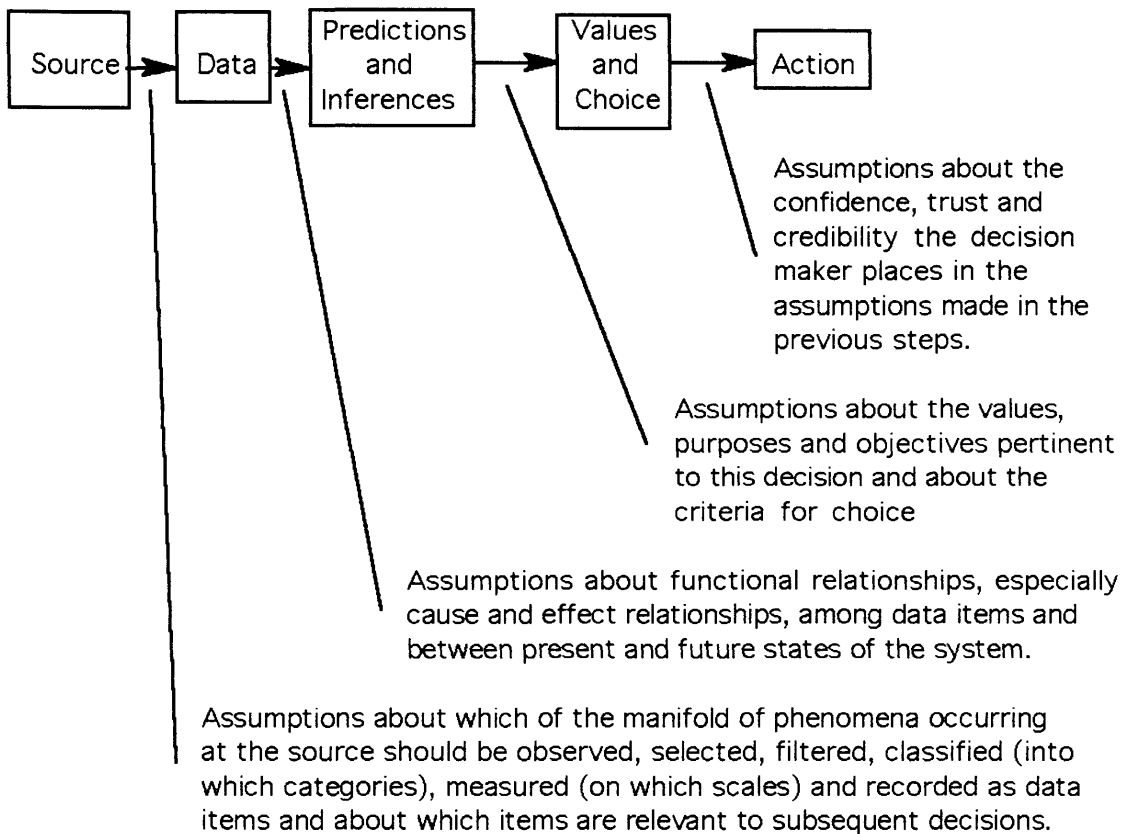 Source
Data
Predictions
and
Inferences
Values
and
Choice
Action
Assumptions about the
confidence, trust and
credibility the decision
maker places in the
assumptions made in the
previous steps.
Assumptions about the values,
purposes and objectives pertinent
to this decision and about the
criteria for choice
Assumptions about functional relationships, especially
cause and effect relationships, among data items and
between present and future states of the system.
Assumptions about which of the manifold of phenomena occurring
at the source should be observed, selected, filtered, classified (into
which categories), measured (on which scales) and recorded as data
items and about which items are relevant to subsequent decisions.